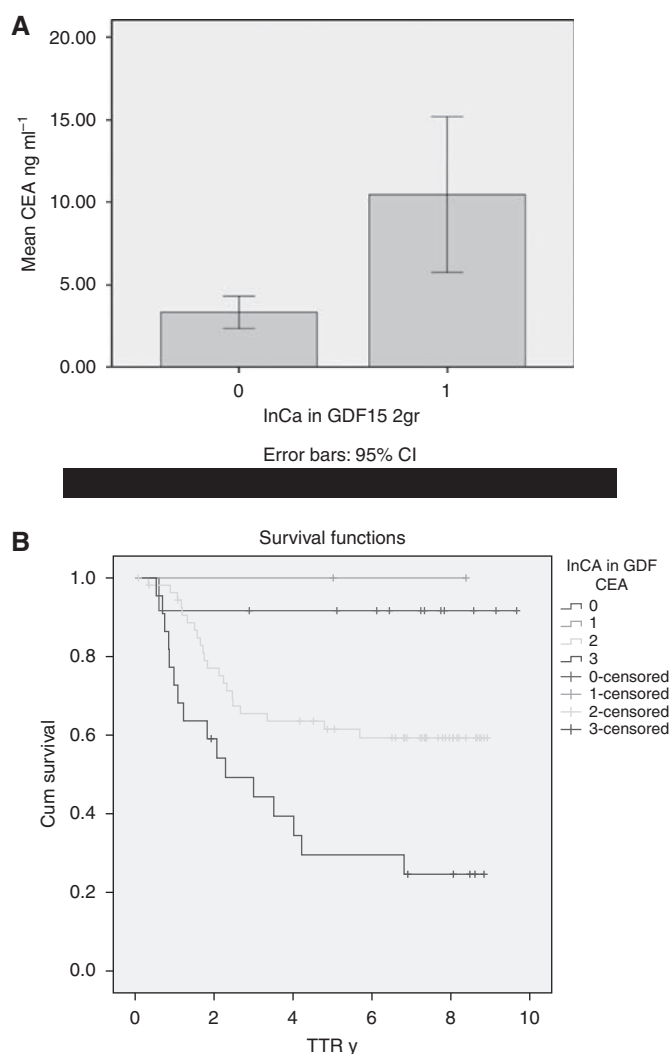 A
20.00
15.00
10.00
5.00
0.00
Mean CEA ng ml⁻¹
0 1
InCa in GDF15 2gr
Error bars: 95% CI
B
Survival functions
1.0
0.8
0.6
0.4
0.2
0.0
Cum survival
0 2 4 6 8 10
TTR y
InCA in GDF
CEA
0
1
2
3
0-censored
1-censored
2-censored
3-censored